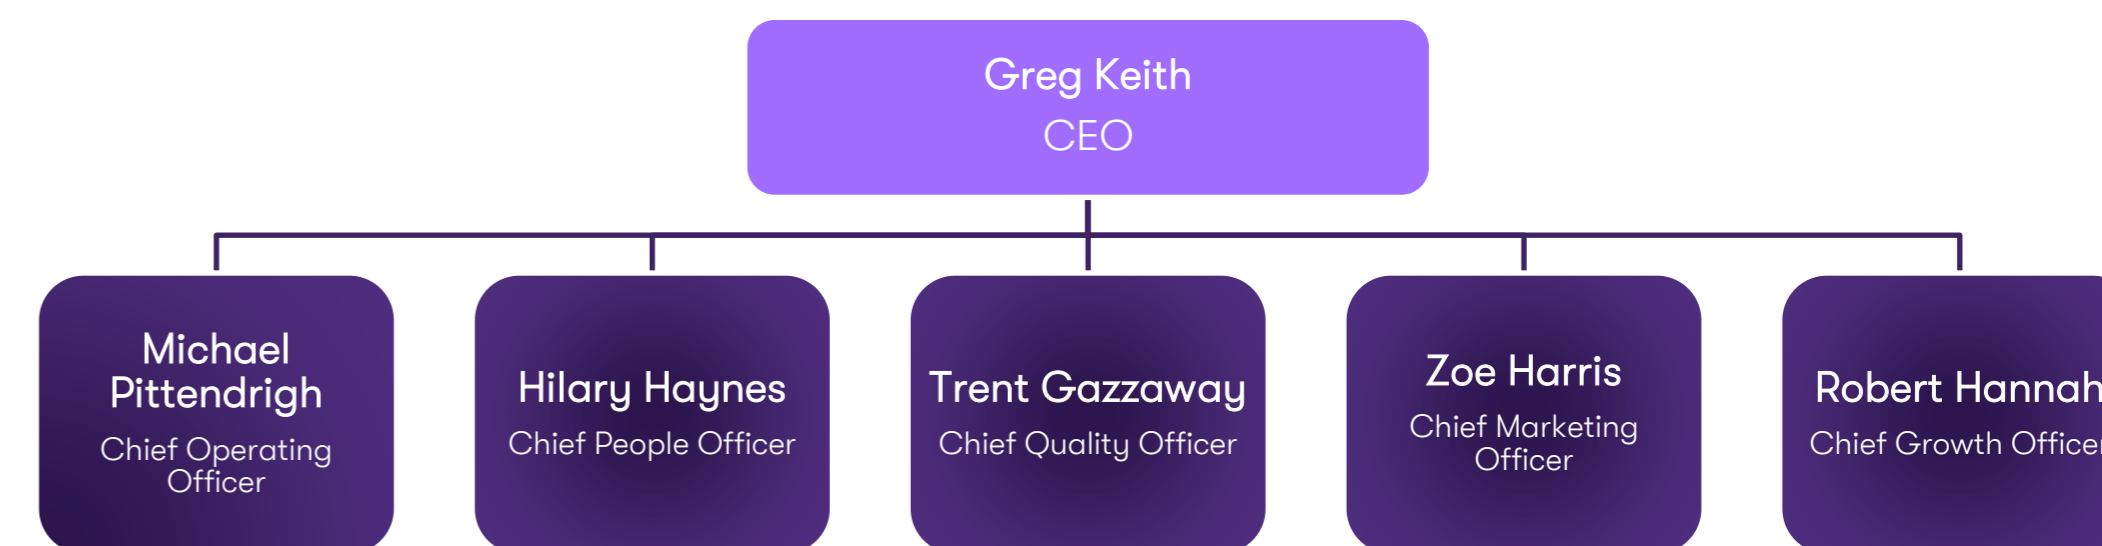 Greg Keith
CEO
Michael
Pittendrigh
Chief Operating
Officer
Hilary Haynes
Chief People Officer
Trent Gazzaway
Chief Quality Officer
Zoe Harris
Chief Marketing
Officer
Robert Hannah
Chief Growth Officer